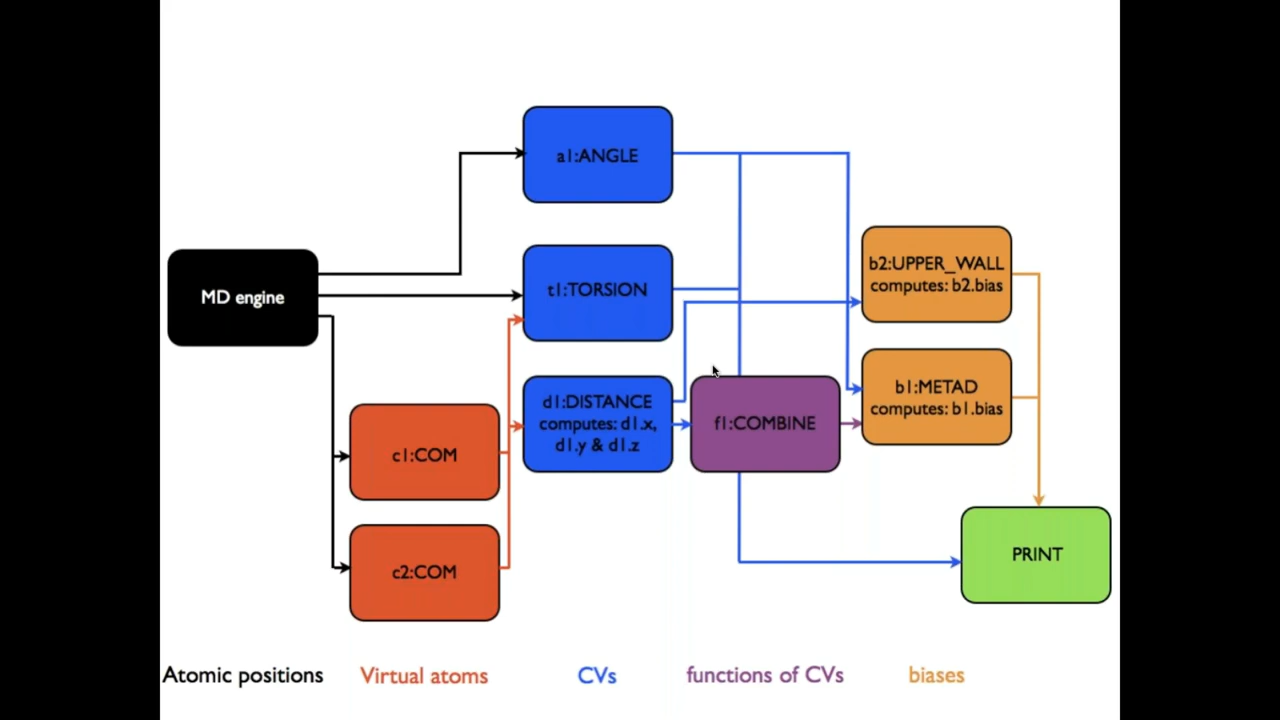 a1:ANGLE
MD engine
t1:TORSION
b2:UPPER_WALL
computes: b2.bias
d1:DISTANCE
computes: d1.x,
d1.y & d1.z
f1:COMBINE
b1:METAD
computes: b1.bias
c1:COM
c2:COM
PRINT
Atomic positions
Virtual atoms
CVs
functions of CVs
biases